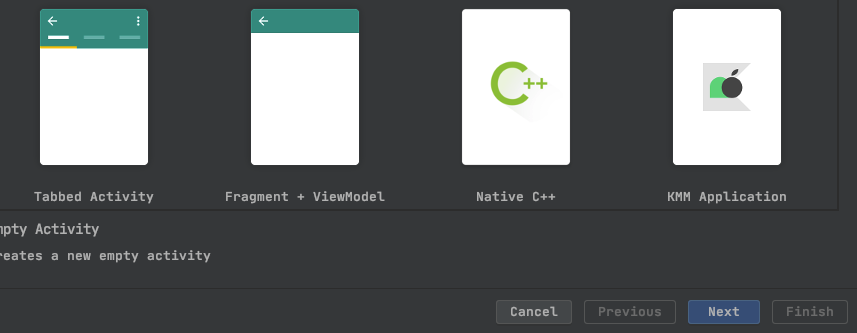 C++
Tabbed Activity
Fragment + ViewModel
Native C++
KMM Application
mpty Activity
reates a new empty activity
Cancel
Previous
Next
Finish